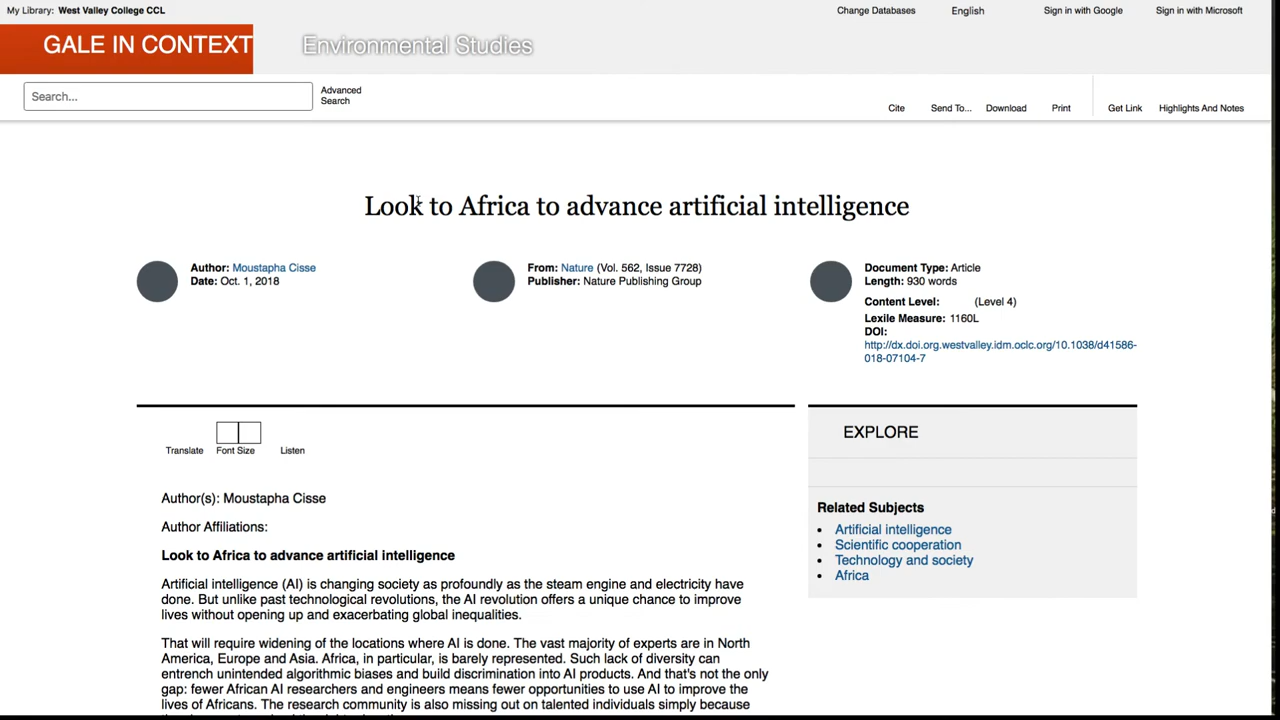 My Library: West Valley College CCL
Change Databases
English
Sign in with Google
Sign in with Microsoft
GALE IN CONTEXT
Environmental Studies
Search...
Advanced
Search
Cite
Send To...
Download
Print
Get Link
Highlights And Notes
Look to Africa to advance artificial intelligence
Author: Moustapha Cisse
Date: Oct. 1, 2018
From: Nature (Vol. 562, Issue 7728)
Publisher: Nature Publishing Group
Document Type: Article
Length: 930 words
Content Level: (Level 4)
Lexile Measure: 1160L
DOI:
http://dx.doi.org.westvalley.idm.oclc.org/10.1038/d41586-
018-07104-7
Translate
Font Size
Listen
EXPLORE
Related Subjects
• Artificial intelligence
• Scientific cooperation
• Technology and society
• Africa
Author(s): Moustapha Cisse
Author Affiliations:
Look to Africa to advance artificial intelligence
Artificial intelligence (AI) is changing society as profoundly as the steam engine and electricity have
done. But unlike past technological revolutions, the AI revolution offers a unique chance to improve
lives without opening up and exacerbating global inequalities.
That will require widening of the locations where AI is done. The vast majority of experts are in North
America, Europe and Asia. Africa, in particular, is barely represented. Such lack of diversity can
entrench unintended algorithmic biases and build discrimination into AI products. And that's not the only
gap: fewer African AI researchers and engineers means fewer opportunities to use AI to improve the
lives of Africans. The research community is also missing out on talented individuals simply because